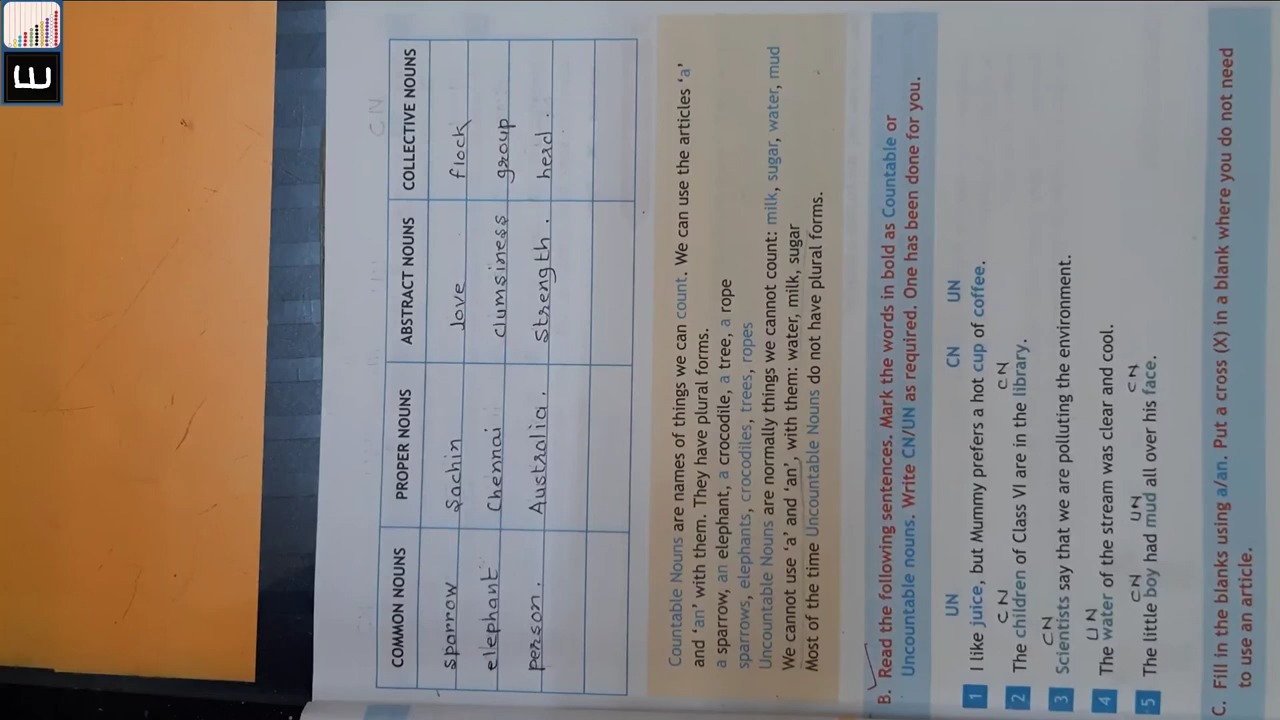 E
CN
COMMON NOUNS PROPER NOUNS ABSTRACT NOUNS COLLECTIVE NOUNS
sparrow Sachin love flock
elephant Chennai clumsiness group
person. Australia. Strength. herd.
Countable Nouns are names of things we can count. We can use the articles ‘a’
and ‘an’ with them. They have plural forms.
a sparrow, an elephant, a crocodile, a tree, a rope
sparrows, elephants, crocodiles, trees, ropes
Uncountable Nouns are normally things we cannot count: milk, sugar, water, mud
We cannot use ‘a’ and ‘an’, with them: water, milk, sugar
Most of the time Uncountable Nouns do not have plural forms.
B. Read the following sentences. Mark the words in bold as Countable or
Uncountable nouns. Write CN/UN as required. One has been done for you.
UN CN UN
1 I like juice, but Mummy prefers a hot cup of coffee.
CN CN
2 The children of Class VI are in the library.
CN
3 Scientists say that we are polluting the environment.
UN
4 The water of the stream was clear and cool.
CN UN CN
5 The little boy had mud all over his face.
C. Fill in the blanks using a/an. Put a cross (X) in a blank where you do not need
to use an article.